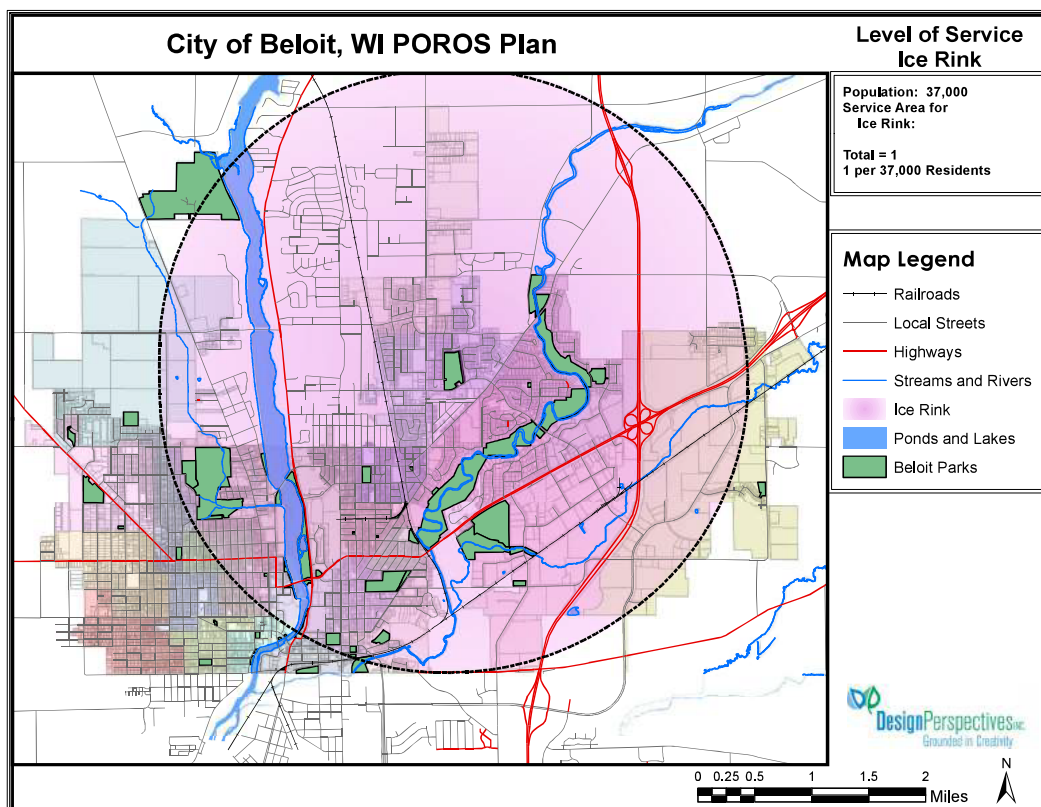 City of Beloit, WI POROS Plan
Level of Service
Ice Rink
Population: 37,000
Service Area for
Ice Rink:
Total = 1
1 per 37,000 Residents
Map Legend
Railroads
Local Streets
Highways
Streams and Rivers
Ice Rink
Ponds and Lakes
Beloit Parks
DesignPerspectives INC.
Grounded in Creativity
N
0 0.25 0.5 1 1.5 2
Miles